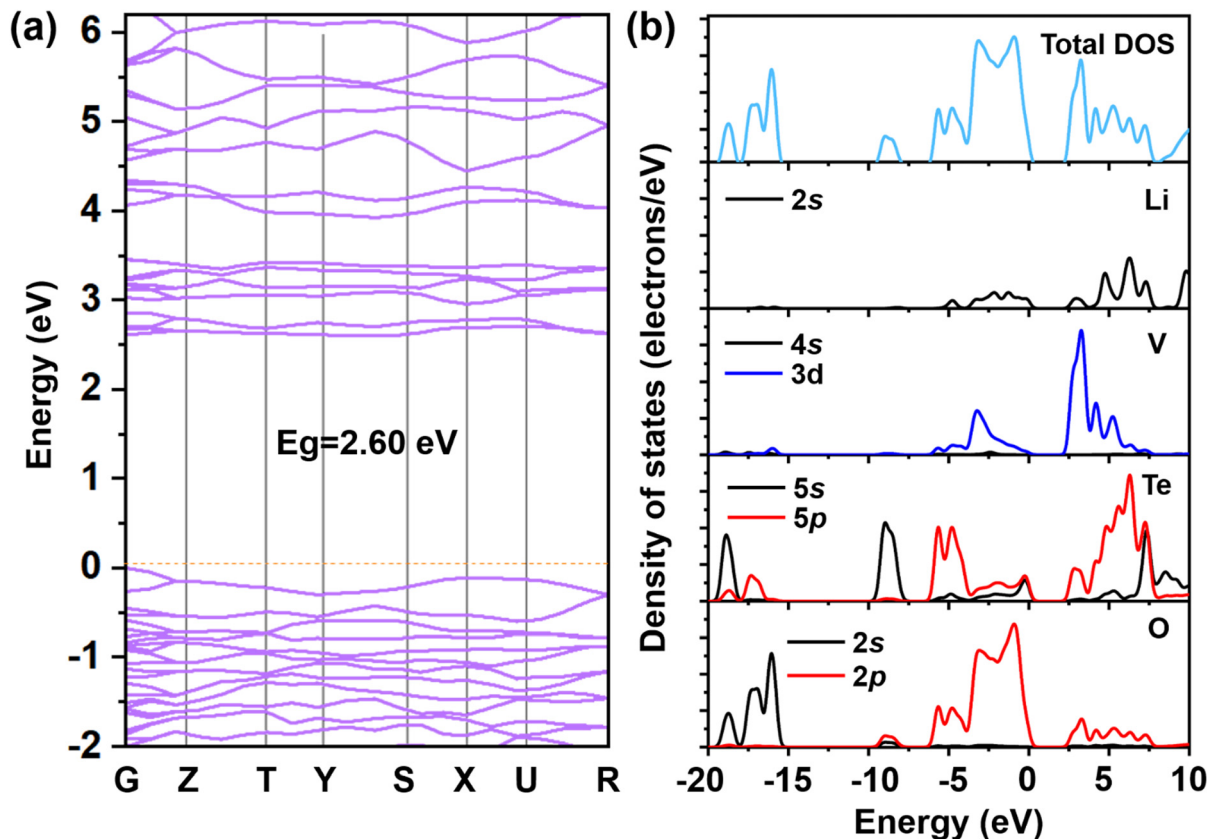 (a)
Energy (eV)
6
5
4
3
2
1
0
-1
-2
Eg=2.60 eV
G Z T Y S X U R
(b)
Density of states (electrons/eV)
Total DOS
2s
Li
4s
V
3d
5s
Te
5p
2s
O
2p
-20 -15 -10 -5 0 5 10
Energy (eV)